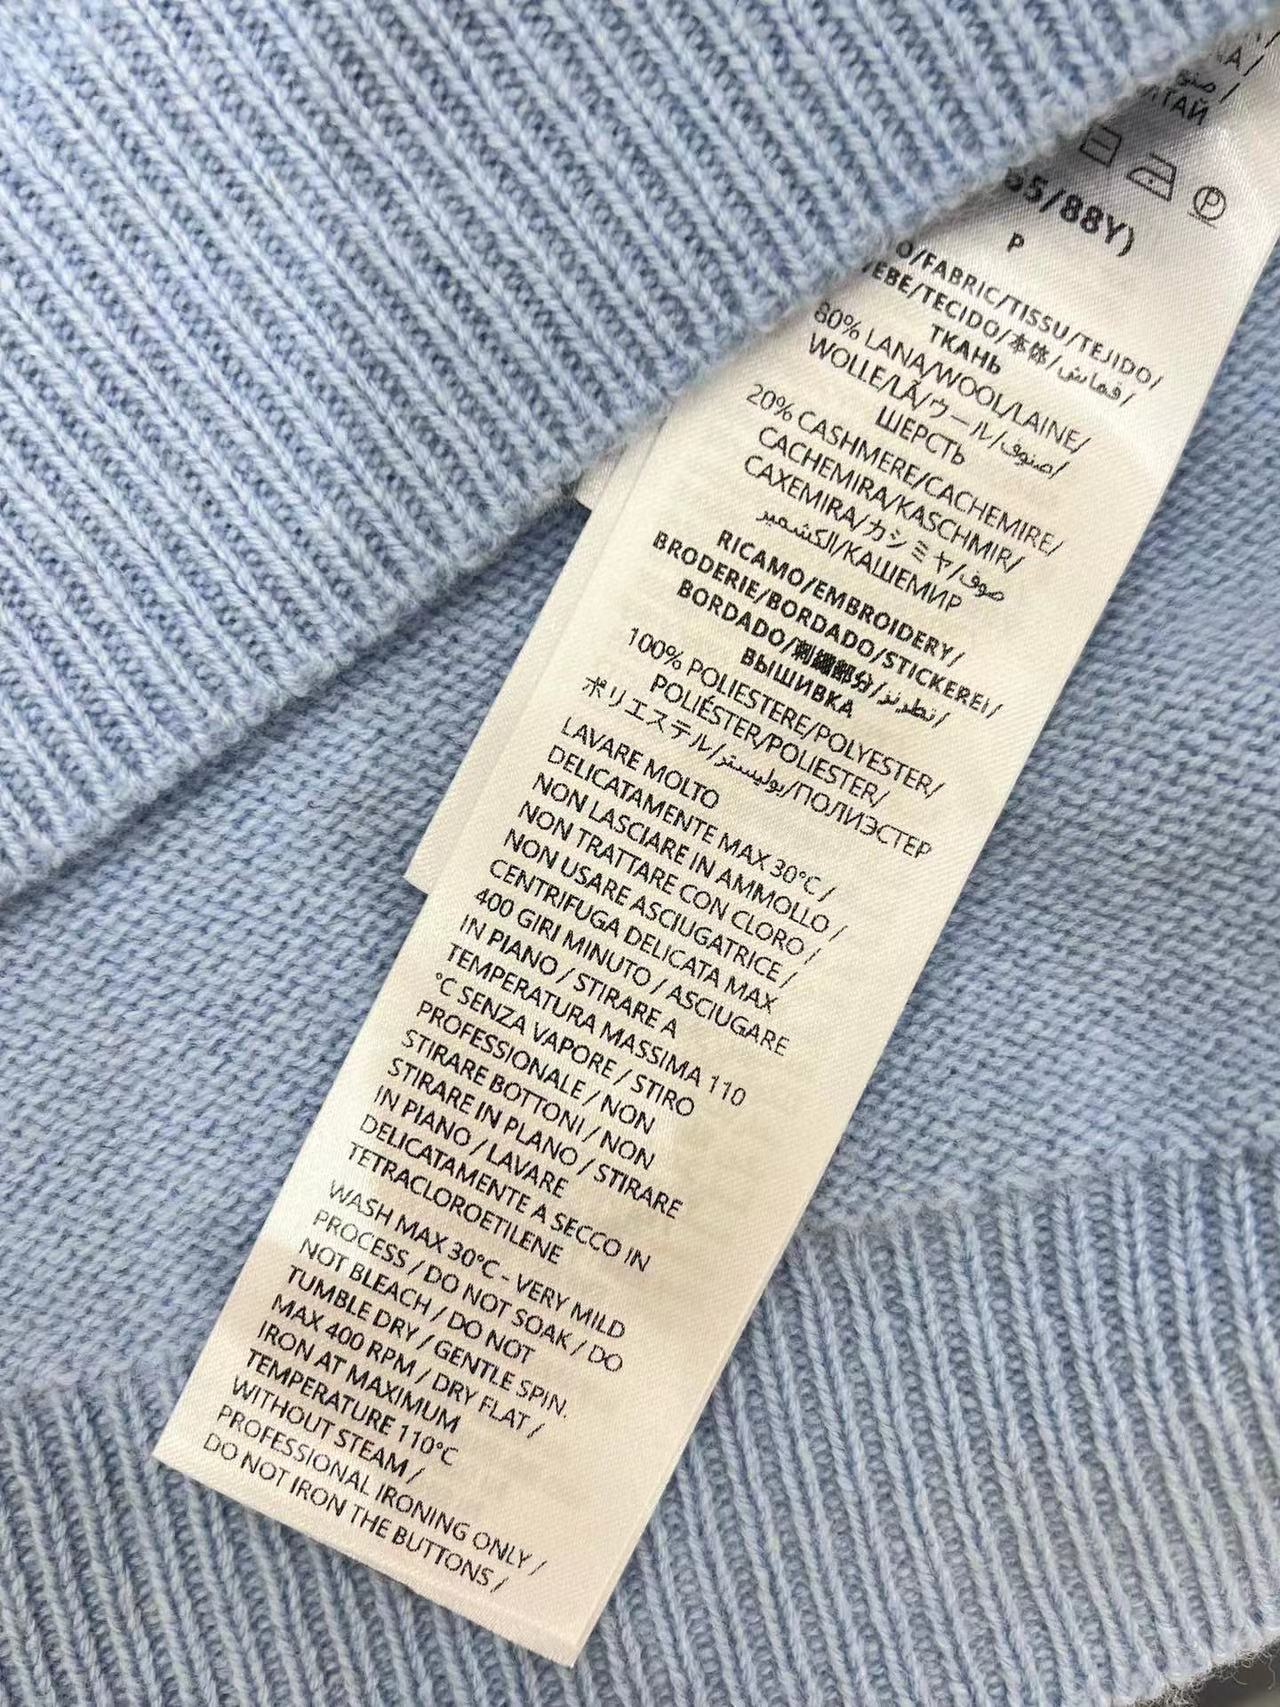 ТАЙ
P
55/88Y)
P
O/FABRIC/TISSU/TEJIDO/
EBE/TECIDO/本体/قماش/
ТКАНЬ
80% LANA/WOOL/LAINE/
WOLLE/LÃ/ウール/صوف/
ШЕРСТЬ
20% CASHMERE/CACHEMIRE/
CACHEMIRA/KASCHMIR/
CAXEMIRA/カシミヤ/صوف
الكشمير/КАШЕМИР
RICAMO/EMBROIDERY/
BRODERIE/BORDADO/STICKEREI/
BORDADO/刺繍部分/تطريز/
ВЫШИВКА
100% POLIESTERE/POLYESTER/
POLIÉSTER/POLIESTER/
ポリエステル/بوليستر/ПОЛИЭСТЕР
LAVARE MOLTO
DELICATAMENTE MAX 30°C /
NON LASCIARE IN AMMOLLO /
NON TRATTARE CON CLORO /
NON USARE ASCIUGATRICE /
CENTRIFUGA DELICATA MAX
400 GIRI MINUTO / ASCIUGARE
IN PIANO / STIRARE A
TEMPERATURA MASSIMA 110
°C SENZA VAPORE / STIRO
PROFESSIONALE / NON
STIRARE BOTTONI / NON
STIRARE IN PLANO / STIRARE
IN PIANO / LAVARE
DELICATAMENTE A SECCO IN
TETRACLOROETILENE
WASH MAX 30°C - VERY MILD
PROCESS / DO NOT SOAK / DO
NOT BLEACH / DO NOT
TUMBLE DRY / GENTLE SPIN.
MAX 400 RPM / DRY FLAT /
IRON AT MAXIMUM
TEMPERATURE 110°C
WITHOUT STEAM /
PROFESSIONAL IRONING ONLY /
DO NOT IRON THE BUTTONS /